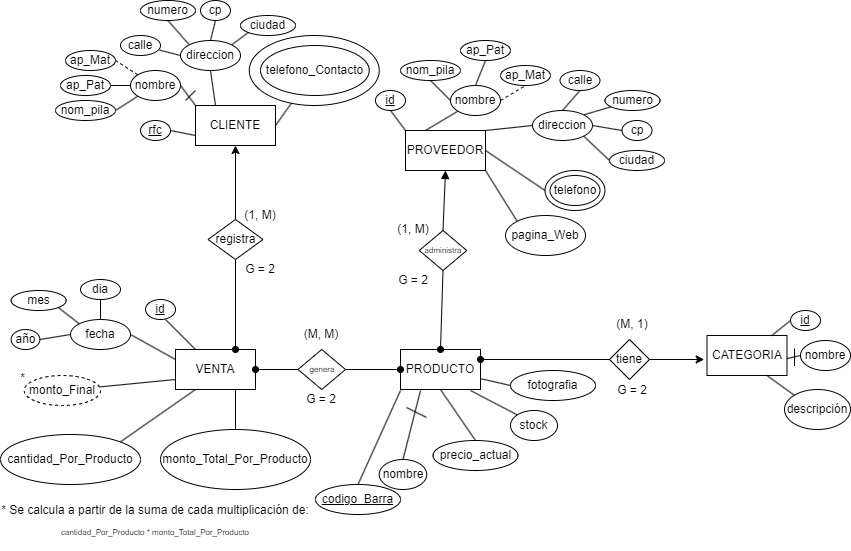 numero
cp
ciudad
calle
direccion
ap_Mat
nombre
ap_Pat
nom_pila
telefono_Contacto
rfc
CLIENTE
ap_Pat
nom_pila
ap_Mat
nombre
id
calle
numero
direccion
cp
ciudad
PROVEEDOR
telefono
pagina_Web
(1, M)
registra
G = 2
(1, M)
administra
G = 2
mes
dia
id
año
fecha
*
monto_Final
VENTA
(M, M)
genera
G = 2
PRODUCTO
(M, 1)
tiene
G = 2
id
CATEGORIA
nombre
descripción
fotografia
stock
precio_actual
nombre
codigo_Barra
cantidad_Por_Producto
monto_Total_Por_Producto
* Se calcula a partir de la suma de cada multiplicación de:
cantidad_Por_Producto * monto_Total_Por_Producto